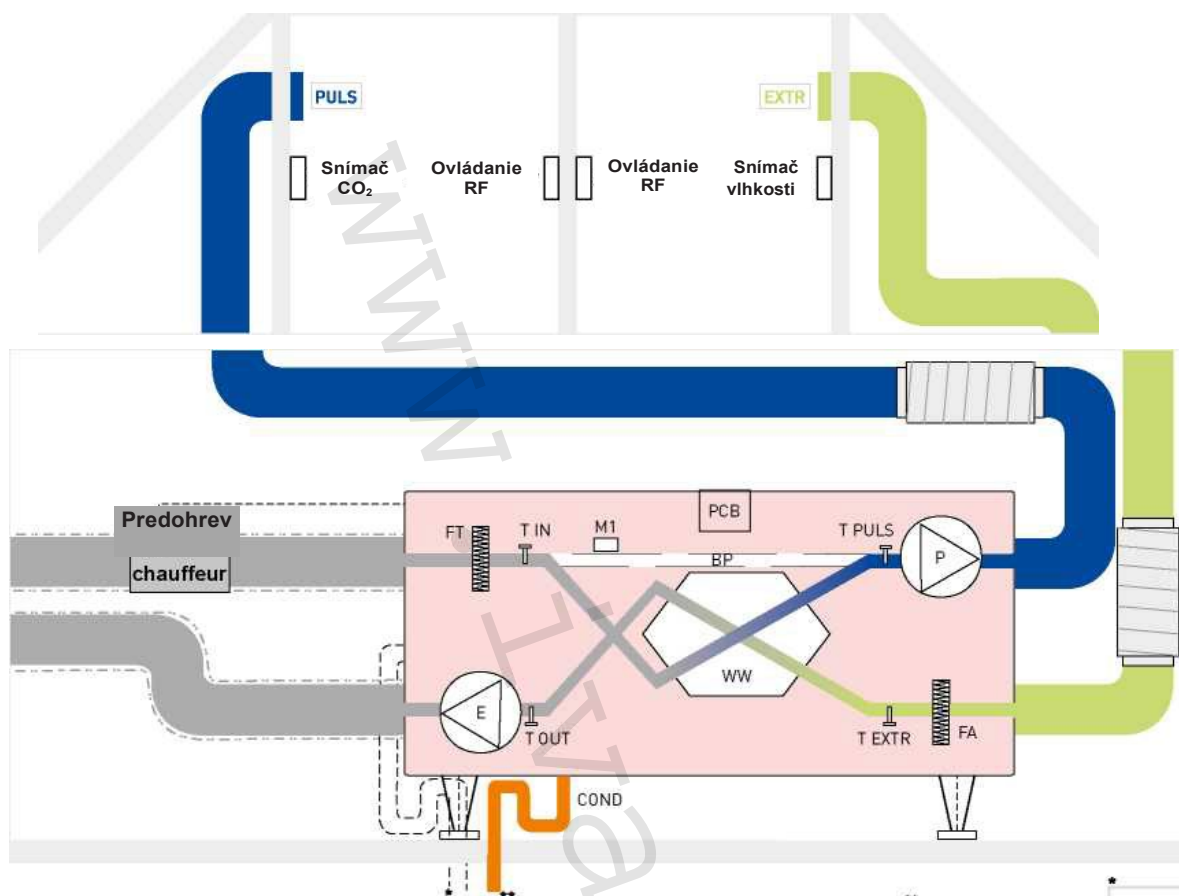 PULS
EXTR
Snímač
CO₂
Ovládanie
RF
Ovládanie
RF
Snímač
vlhkosti
Predohrev
chauffeur
FT
T IN
M1
PCB
BP
T PULS
P
WW
E
T OUT
T EXTR
FA
COND
*
**
*